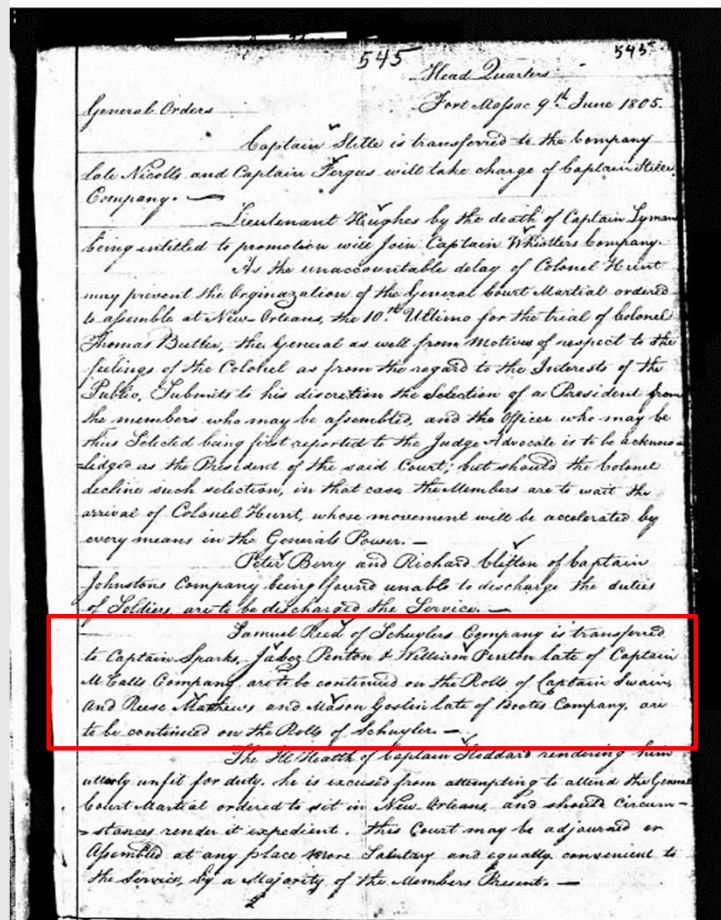 545
545
Head Quarters
Fort Massac 9th June 1805.
General Orders
Captain Stille is transferred to the Company
late Nicolls and Captain Fergus will take charge of Captain Stilles
Company. —
Lieutenant Hughes by the death of Captain Lyman
being entitled to promotion will join Captain Whistlers Company.
As the unaccountable delay of Colonel Hunt
may prevent the Orginazation of the General Court Martial ordered
to assemble at New Orleans, the 10th Ultimo for the trial of Colonel
Thomas Butler, the General as well from Motives of respect to the
feelings of the Colonel as from the regard to the Interests of the
Public, Submits to his discretion the Selection of a President from
the members who may be assembled, and the Officer who may be
thus Selected being first reported to the Judge Advocate is to be acknow-
-ledged as the President of the said Court; but should the Colonel
decline such selection, in that case the Members are to wait the
arrival of Colonel Hunt, whose movement will be accelerated by
every means in the Generals Power. —
Peter Berry and Richard Clifton of Captain
Johnstons Company being found unable to discharge the duties
of Soldiers, are to be discharged the Service. —
Samuel Reed of Schuylers Company is transferred
to Captain Sparks, Jabez Penton & William Penton late of Captain
McCalls Company, are to be continued on the Rolls of Captain Swain,
And Reese Mathews and Mason Goslin late of Bootes Company, are
to be continued on the Rolls of Schuyler. —
The Ill Health of Captain Stoddard rendering him
utterly unfit for duty, he is excused from attempting to attend the General
Court Martial ordered to sit in New Orleans, and should Circum-
-stances render it expedient. this Court may be adjourned or
Assembled at any place more Salutary and equally convenient to
the Service, by a Majority of the Members Present. —